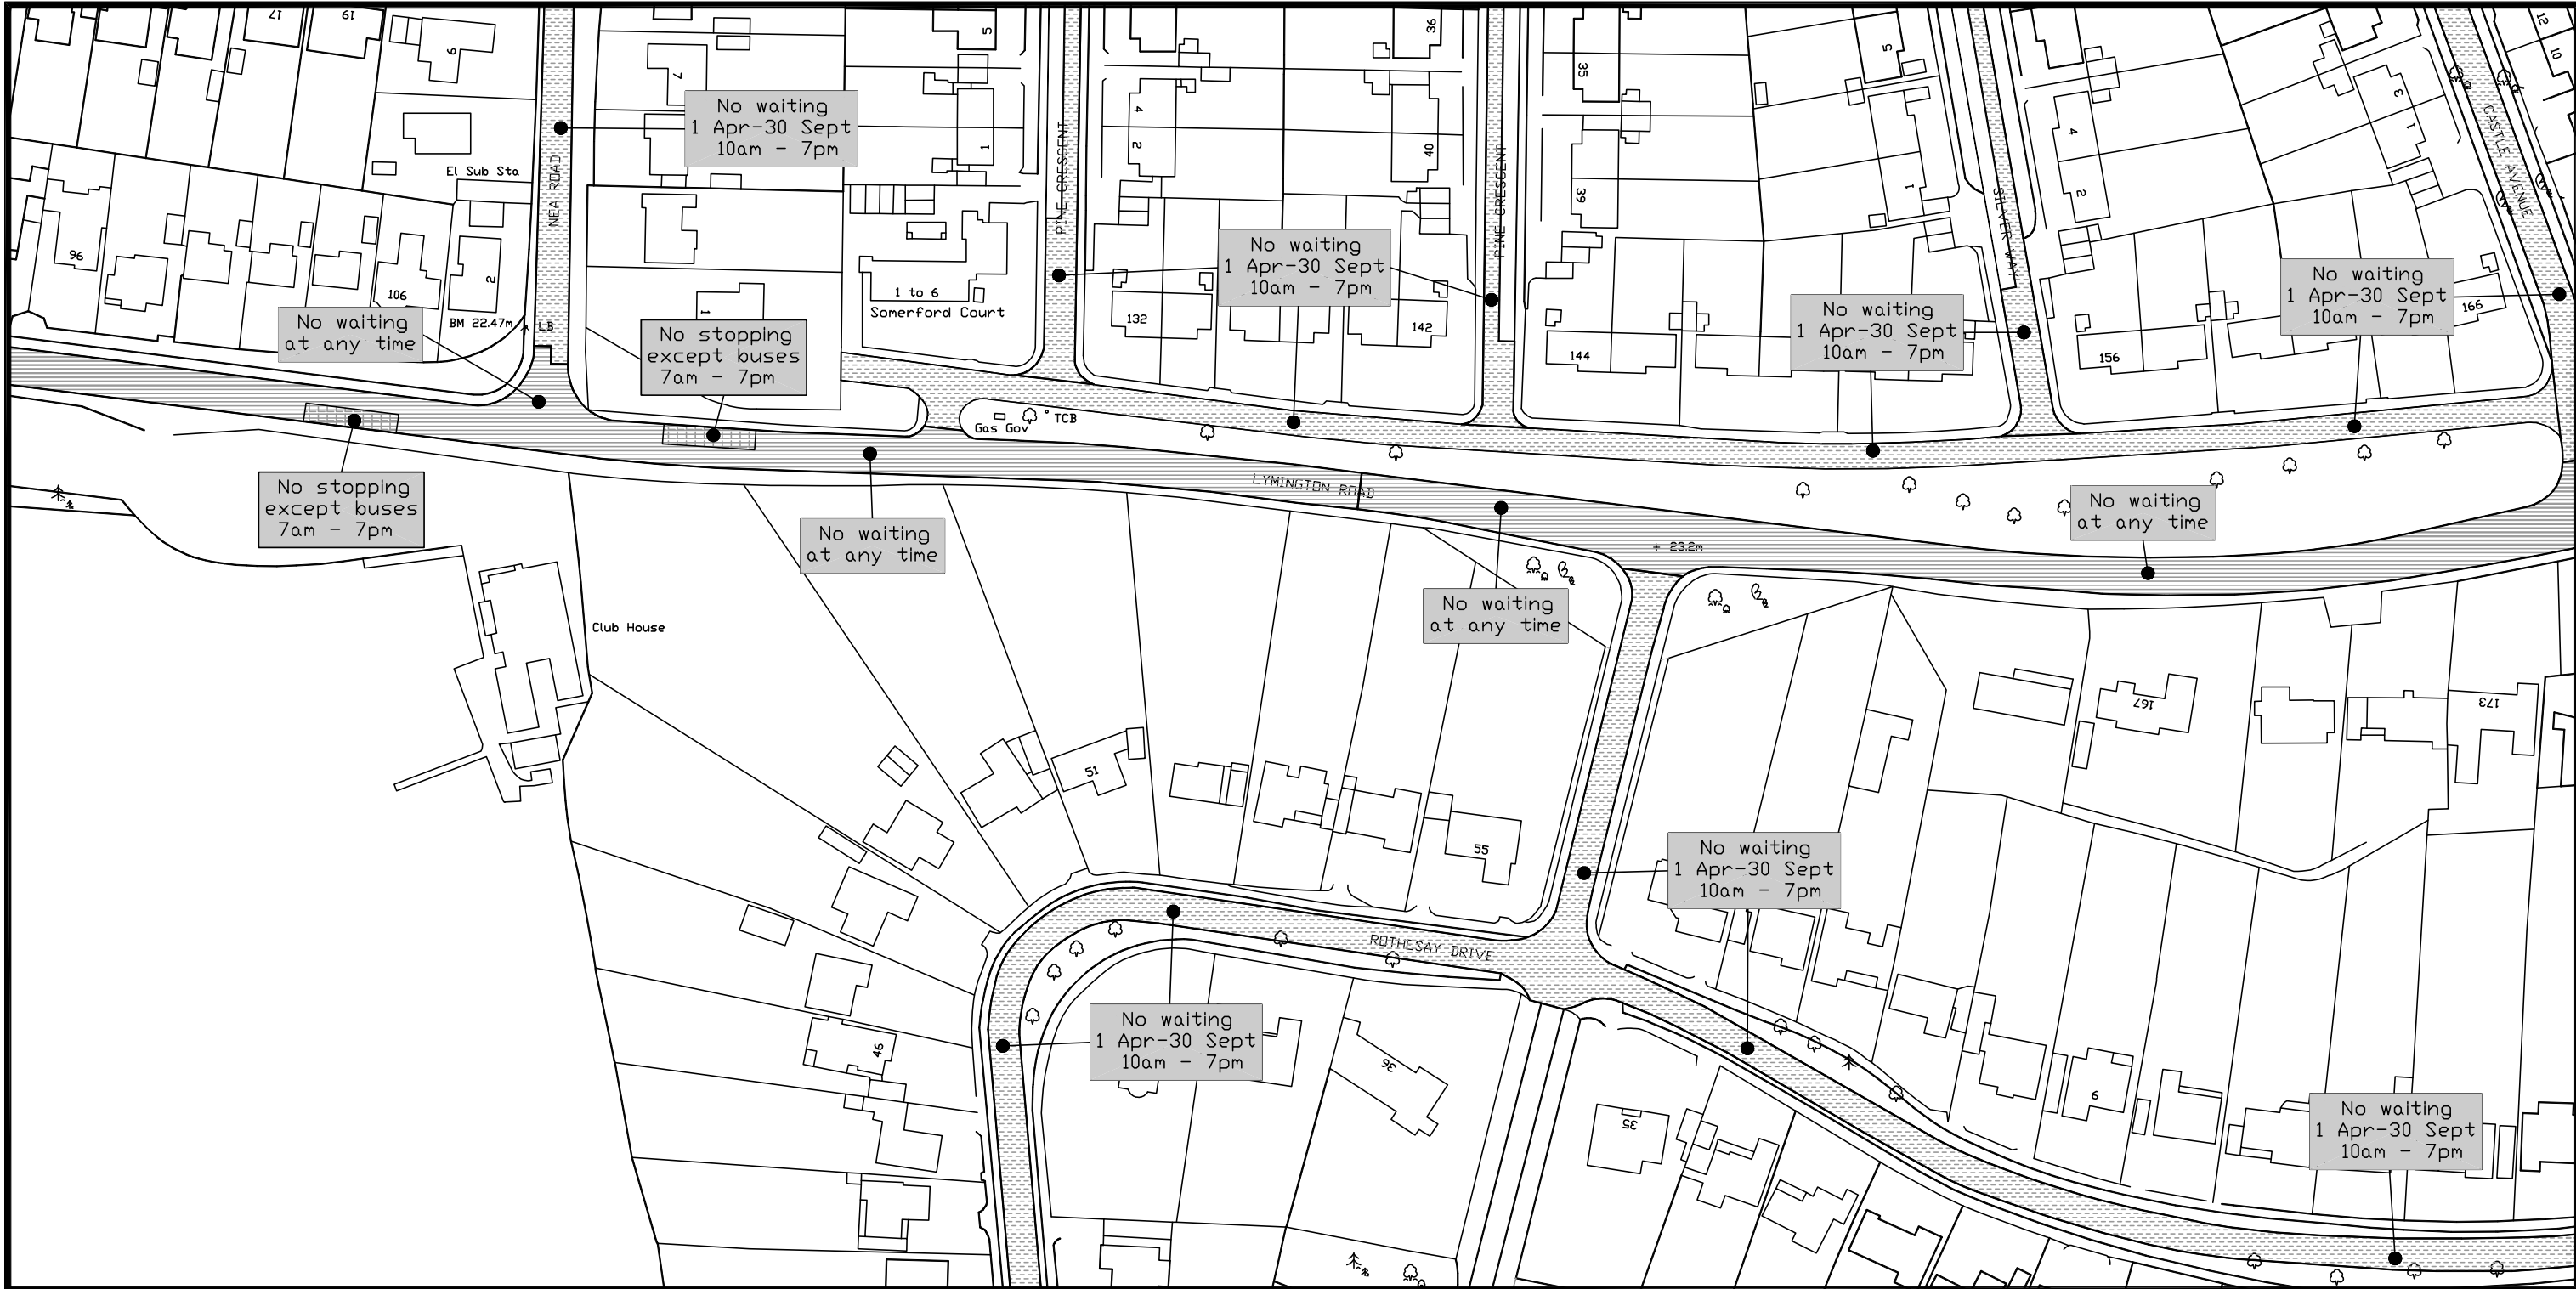 17
19
6
7
5
36
35
5
12
10
No waiting
1 Apr-30 Sept
10am - 7pm
4
2
1
40
39
1
4
2
3
1
CASTLE AVENUE
El Sub Sta
NEA ROAD
PINE CRESCENT
PINE CRESCENT
SILVER WAY
96
106
2
BM 22.47m
LB
No waiting
at any time
1
No stopping
except buses
7am - 7pm
1 to 6
Somerford Court
No waiting
1 Apr-30 Sept
10am - 7pm
132
142
144
No waiting
1 Apr-30 Sept
10am - 7pm
156
No waiting
1 Apr-30 Sept
10am - 7pm
166
Gas Gov
TCB
No stopping
except buses
7am - 7pm
No waiting
at any time
LYMINGTON ROAD
No waiting
at any time
+ 23.2m
No waiting
at any time
Club House
51
55
167
173
No waiting
1 Apr-30 Sept
10am - 7pm
ROTHESAY DRIVE
No waiting
1 Apr-30 Sept
10am - 7pm
46
36
35
6
No waiting
1 Apr-30 Sept
10am - 7pm